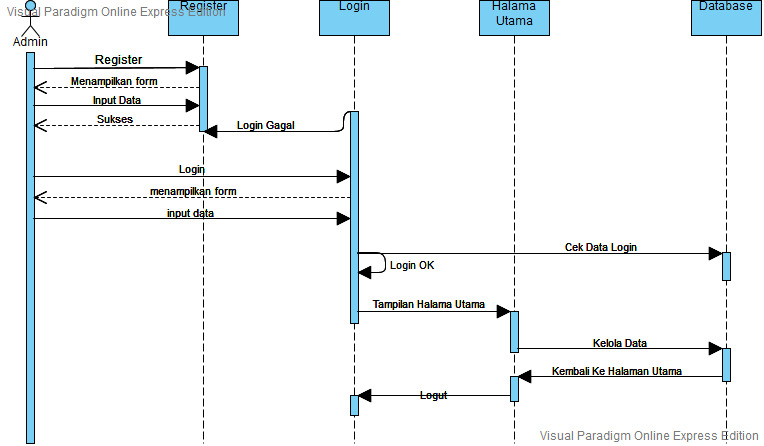 Visual Paradigm Online Express Edition
Admin
Register
Login
Halama
Utama
Database
Register
Menampilkan form
Input Data
Sukses
Login Gagal
Login
menampilkan form
input data
Cek Data Login
Login OK
Tampilan Halama Utama
Kelola Data
Kembali Ke Halaman Utama
Logut
Visual Paradigm Online Express Edition